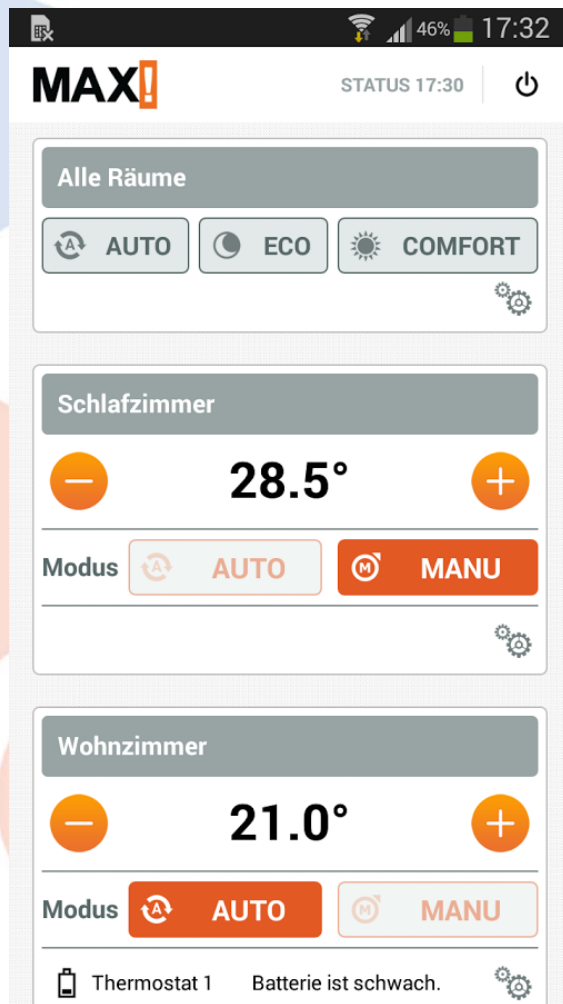 46% 17:32
MAX! STATUS 17:30
Alle Räume
A AUTO ECO COMFORT
Schlafzimmer
28.5°
Modus A AUTO M MANU
Wohnzimmer
21.0°
Modus A AUTO M MANU
Thermostat 1 Batterie ist schwach.